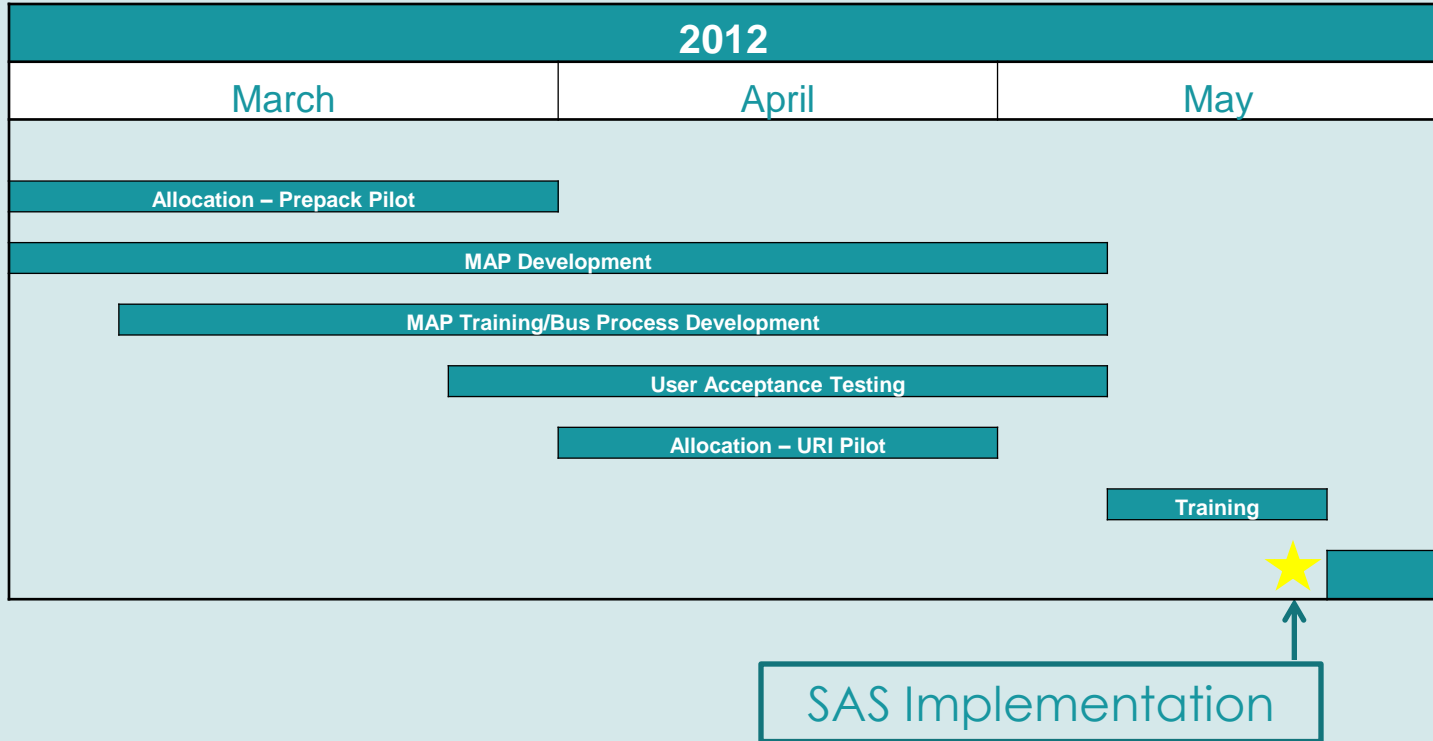 2012
March April May
Allocation – Prepack Pilot
MAP Development
MAP Training/Bus Process Development
User Acceptance Testing
Allocation – URI Pilot
Training
SAS Implementation